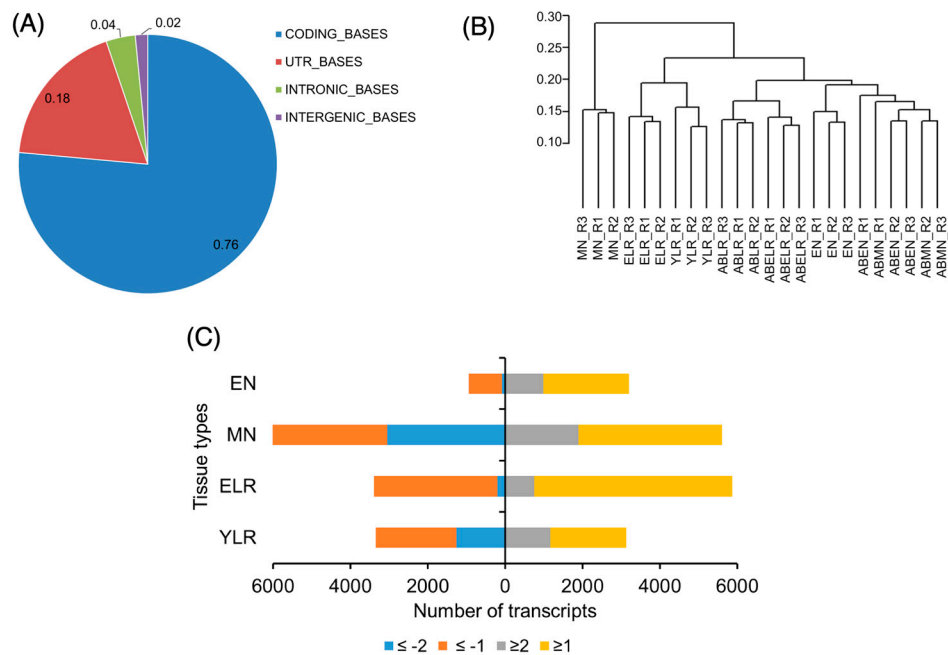 (A)
0.04
0.02
0.18
0.76
CODING_BASES
UTR_BASES
INTRONIC_BASES
INTERGENIC_BASES
(B)
0.30
0.25
0.20
0.15
0.10
MN_R3
MN_R1
MN_R2
ELR_R3
ELR_R1
ELR_R2
YLR_R1
YLR_R2
YLR_R3
ABLR_R3
ABLR_R1
ABLR_R2
ABELR_R1
ABELR_R2
ABELR_R3
EN_R1
EN_R2
EN_R3
ABEN_R1
ABMN_R1
ABEN_R2
ABEN_R3
ABMN_R2
ABMN_R3
(C)
Tissue types
EN
MN
ELR
YLR
6000 4000 2000 0 2000 4000 6000
Number of transcripts
≤ -2 ≤ -1 ≥2 ≥1